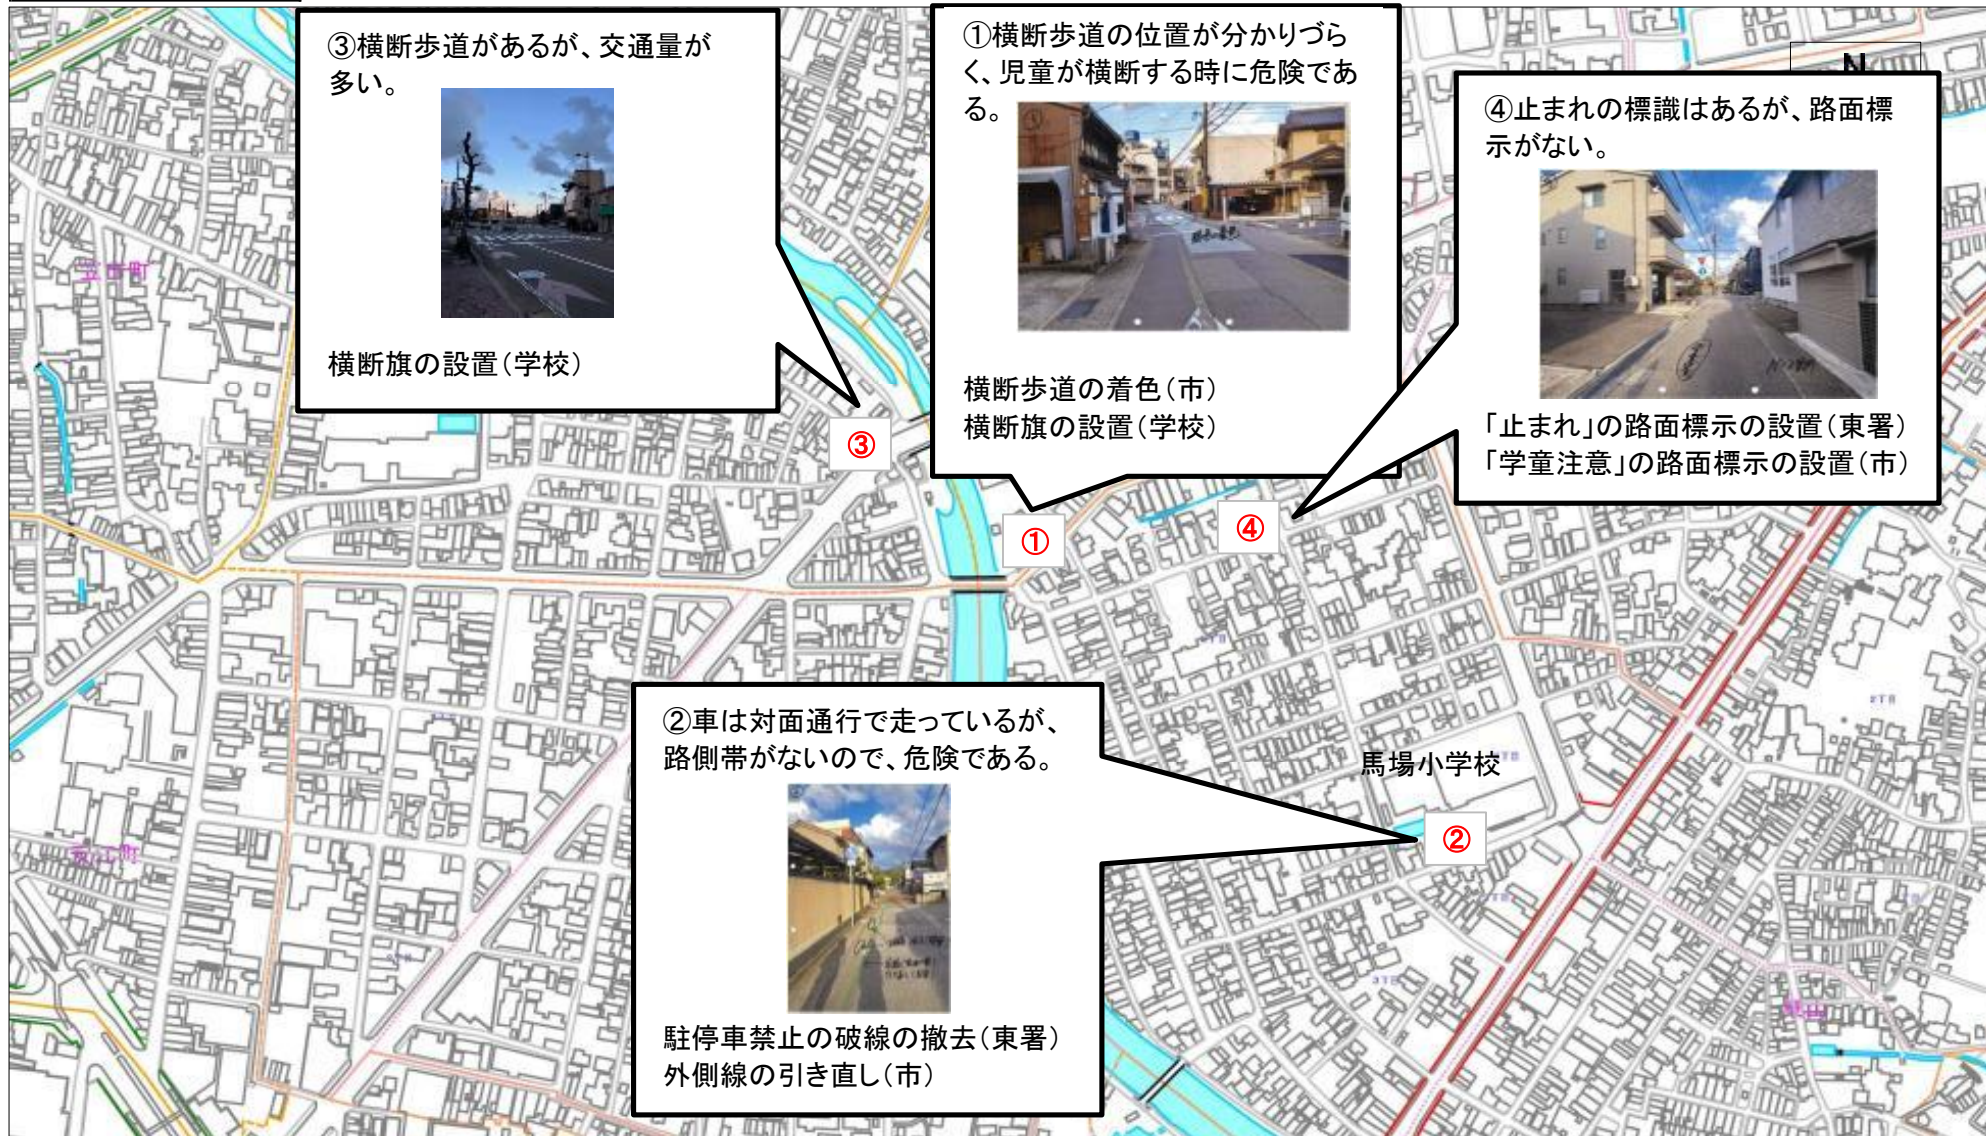 ③横断歩道があるが、交通量が
多い。
横断旗の設置（学校）
③
①横断歩道の位置が分かりづら
く、児童が横断する時に危険であ
る。
横断歩道の着色（市）
横断旗の設置（学校）
①
N
④止まれの標識はあるが、路面標
示がない。
「止まれ」の路面標示の設置（東署）
「学童注意」の路面標示の設置（市）
④
②車は対面通行で走っているが、
路側帯がないので、危険である。
駐停車禁止の破線の撤去（東署）
外側線の引き直し（市）
馬場小学校
②